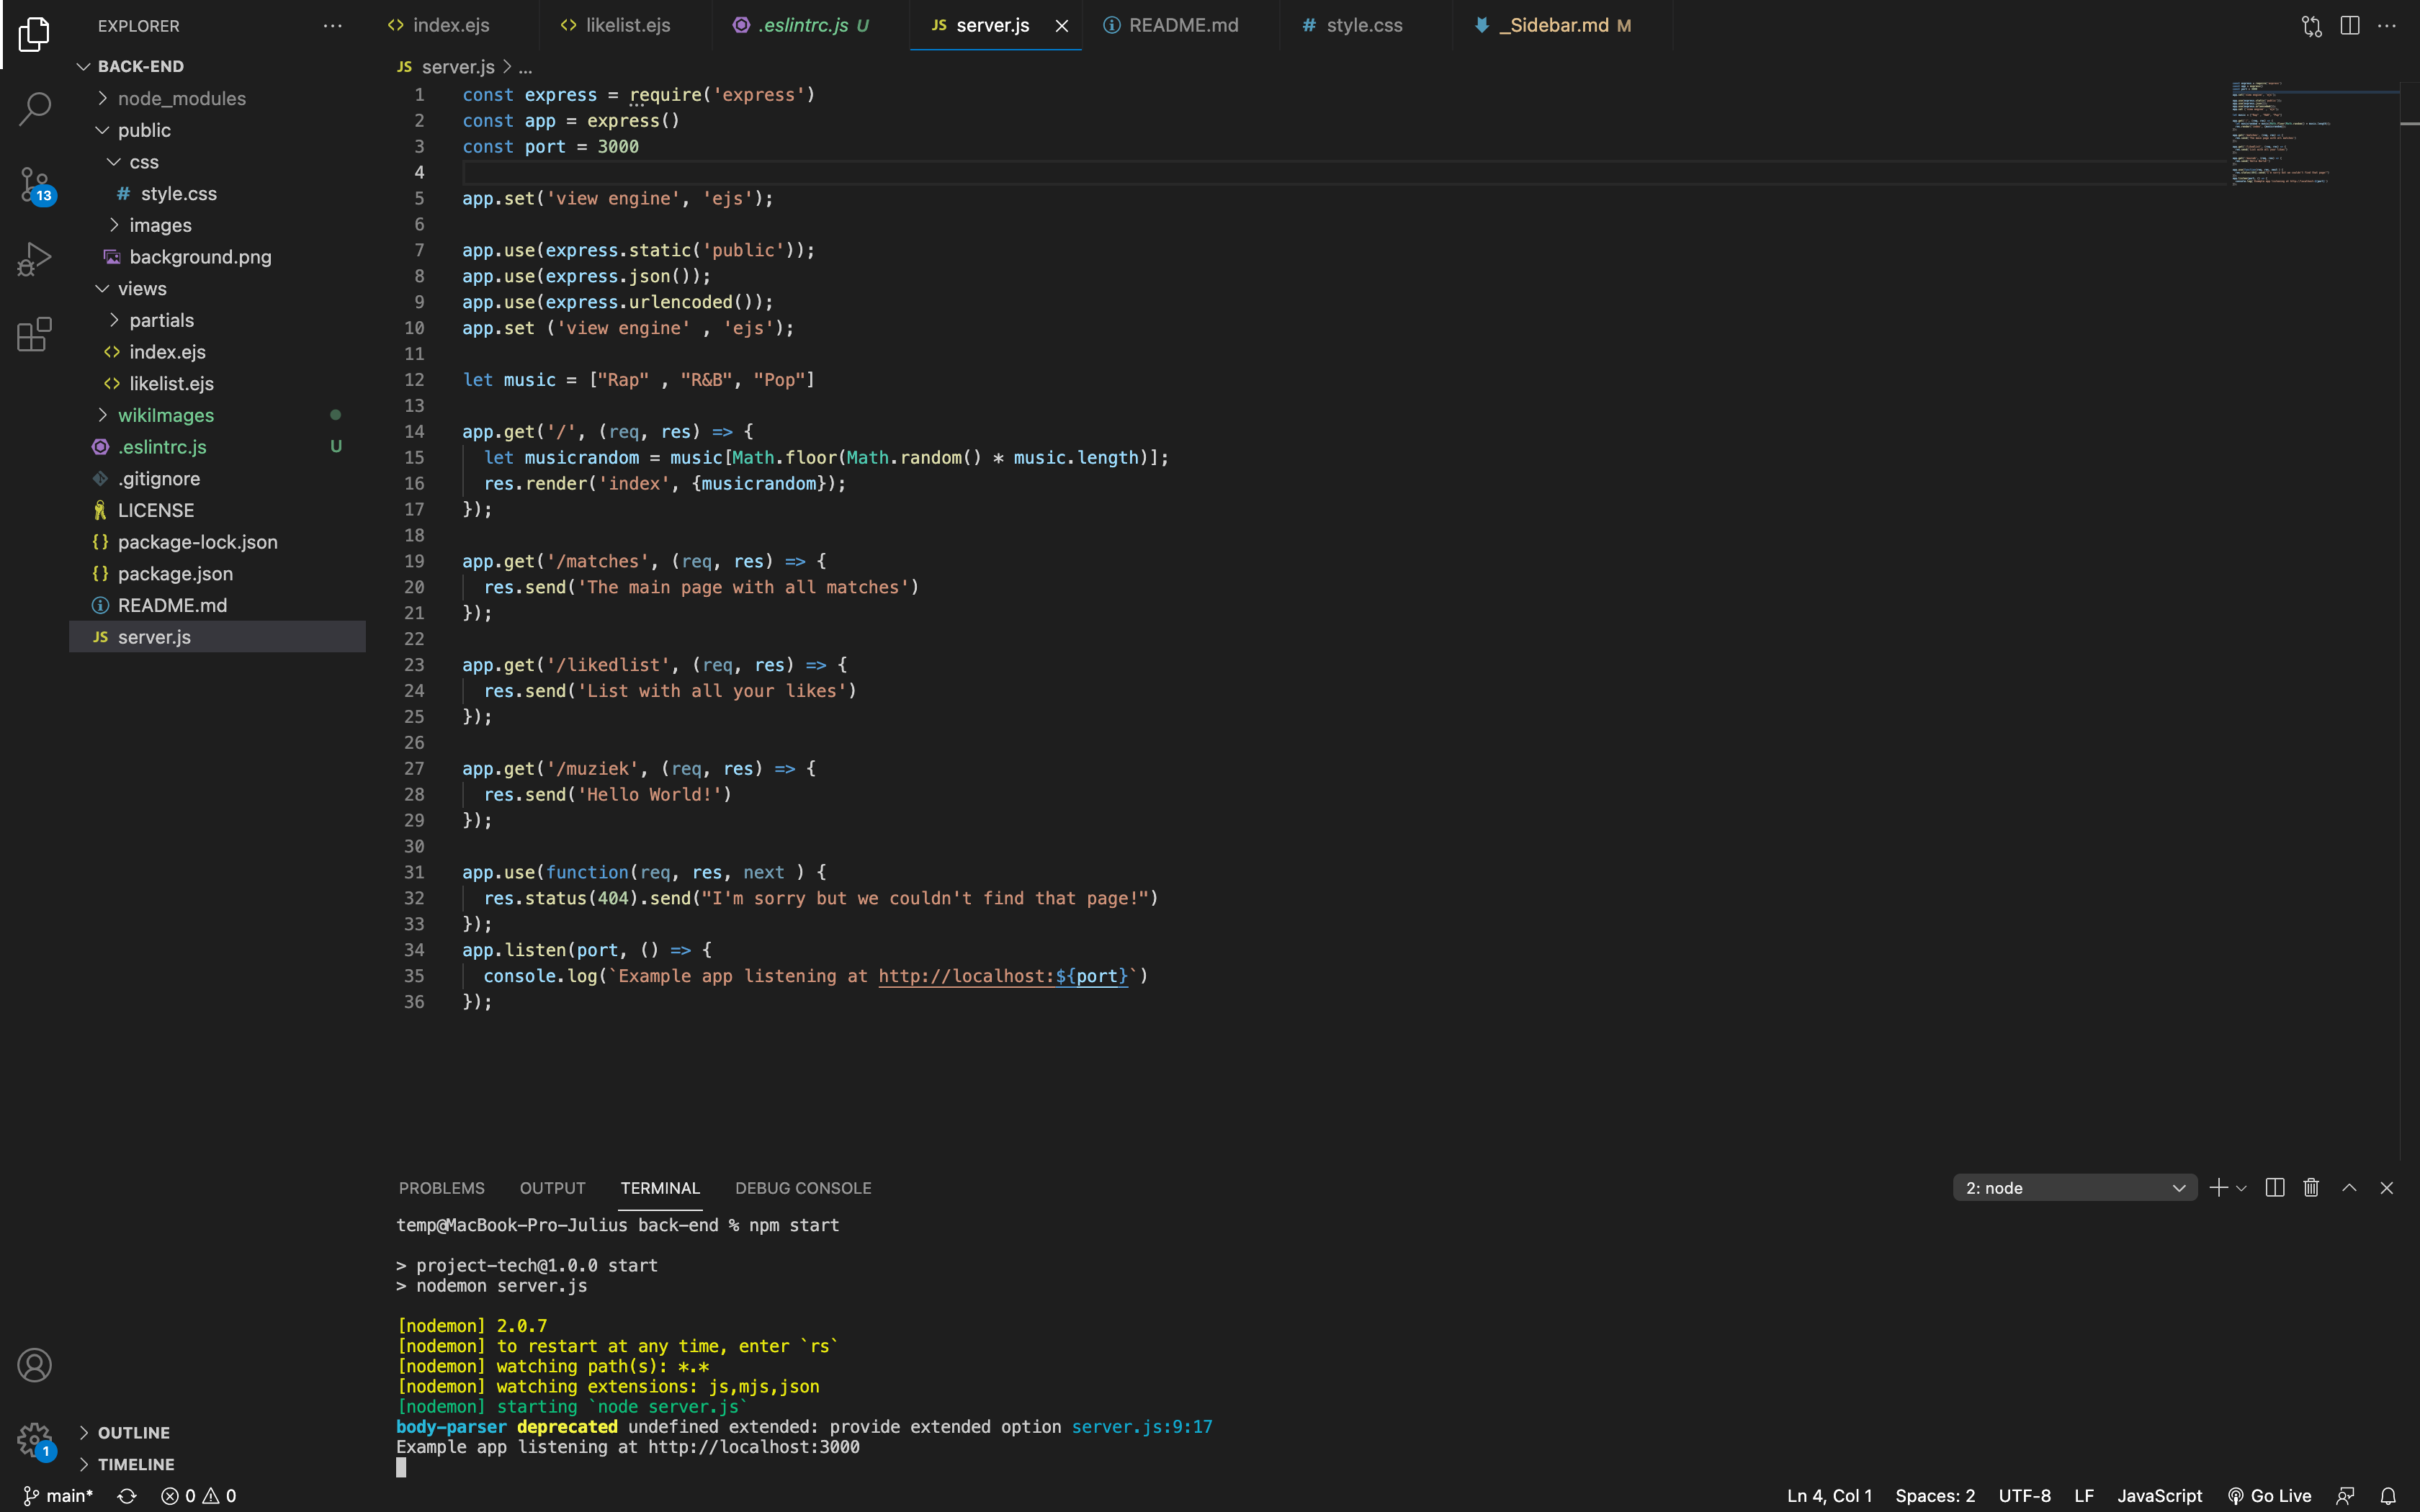 EXPLORER
BACK-END
node_modules
public
css
# style.css
images
background.png
views
partials
<> index.ejs
<> likelist.ejs
wikiImages
.eslintrc.js U
.gitignore
LICENSE
{} package-lock.json
{} package.json
README.md
JS server.js
OUTLINE
TIMELINE
13
1
<> index.ejs
<> likelist.ejs
.eslintrc.js U
JS server.js
README.md
# style.css
_Sidebar.md M
JS server.js > ...
1 const express = require('express')
2 const app = express()
3 const port = 3000
4
5 app.set('view engine', 'ejs');
6
7 app.use(express.static('public'));
8 app.use(express.json());
9 app.use(express.urlencoded());
10 app.set ('view engine' , 'ejs');
11
12 let music = ["Rap" , "R&B", "Pop"]
13
14 app.get('/', (req, res) => {
15 let musicrandom = music[Math.floor(Math.random() * music.length)];
16 res.render('index', {musicrandom});
17 });
18
19 app.get('/matches', (req, res) => {
20 res.send('The main page with all matches')
21 });
22
23 app.get('/likedlist', (req, res) => {
24 res.send('List with all your likes')
25 });
26
27 app.get('/muziek', (req, res) => {
28 res.send('Hello World!')
29 });
30
31 app.use(function(req, res, next ) {
32 res.status(404).send("I'm sorry but we couldn't find that page!")
33 });
34 app.listen(port, () => {
35 console.log(`Example app listening at http://localhost:${port}`)
36 });
PROBLEMS OUTPUT TERMINAL DEBUG CONSOLE
2: node
temp@MacBook-Pro-Julius back-end % npm start
> project-tech@1.0.0 start
> nodemon server.js
[nodemon] 2.0.7
[nodemon] to restart at any time, enter `rs`
[nodemon] watching path(s): *.*
[nodemon] watching extensions: js,mjs,json
[nodemon] starting `node server.js`
body-parser deprecated undefined extended: provide extended option server.js:9:17
Example app listening at http://localhost:3000
main* 0 0
Ln 4, Col 1 Spaces: 2 UTF-8 LF JavaScript Go Live